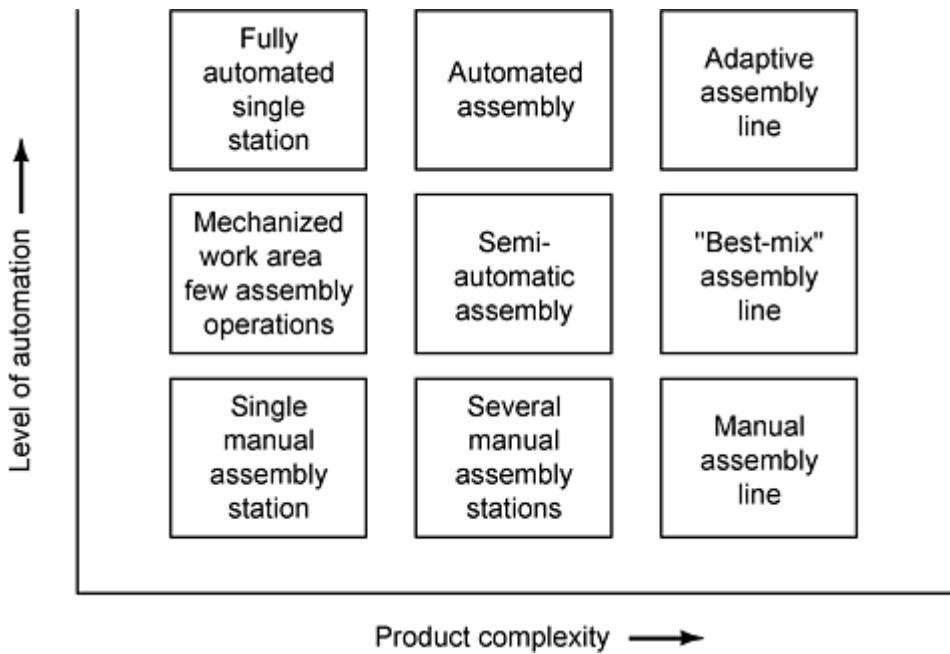 Fully
automated
single
station
Automated
assembly
Adaptive
assembly
line
Mechanized
work area
few assembly
operations
Semi-
automatic
assembly
"Best-mix"
assembly
line
Single
manual
assembly
station
Several
manual
assembly
stations
Manual
assembly
line
Level of automation
Product complexity